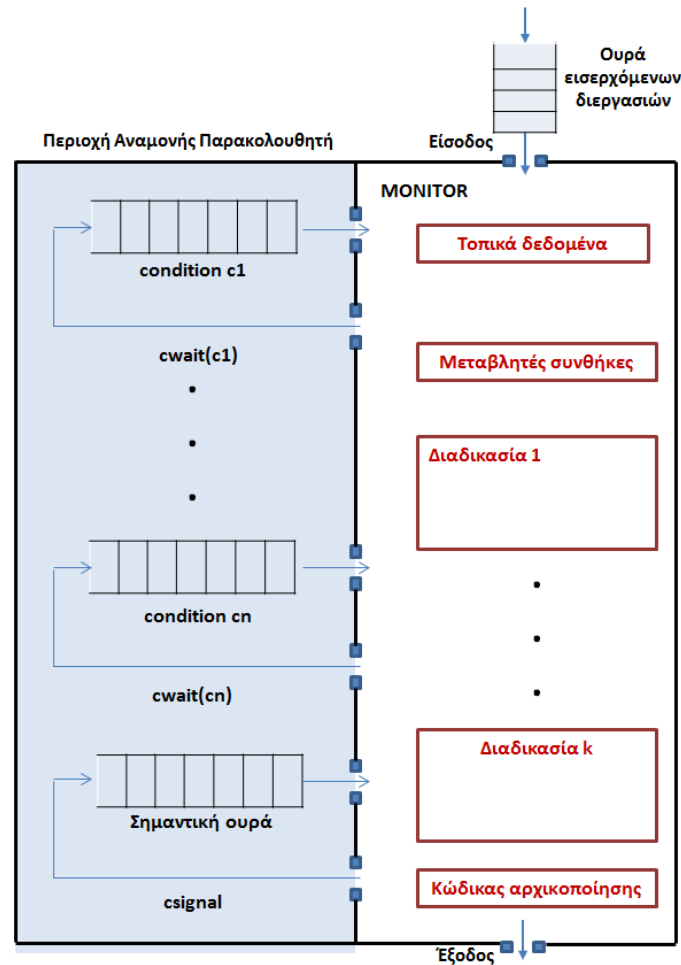 Ουρά
εισερχόμενων
διεργασιών
Περιοχή Αναμονής Παρακολουθητή
Είσοδος
MONITOR
condition c1
Τοπικά δεδομένα
cwait(c1)
Μεταβλητές συνθήκες
Διαδικασία 1
condition cn
cwait(cn)
Διαδικασία k
Σημαντική ουρά
csignal
Κώδικας αρχικοποίησης
Έξοδος